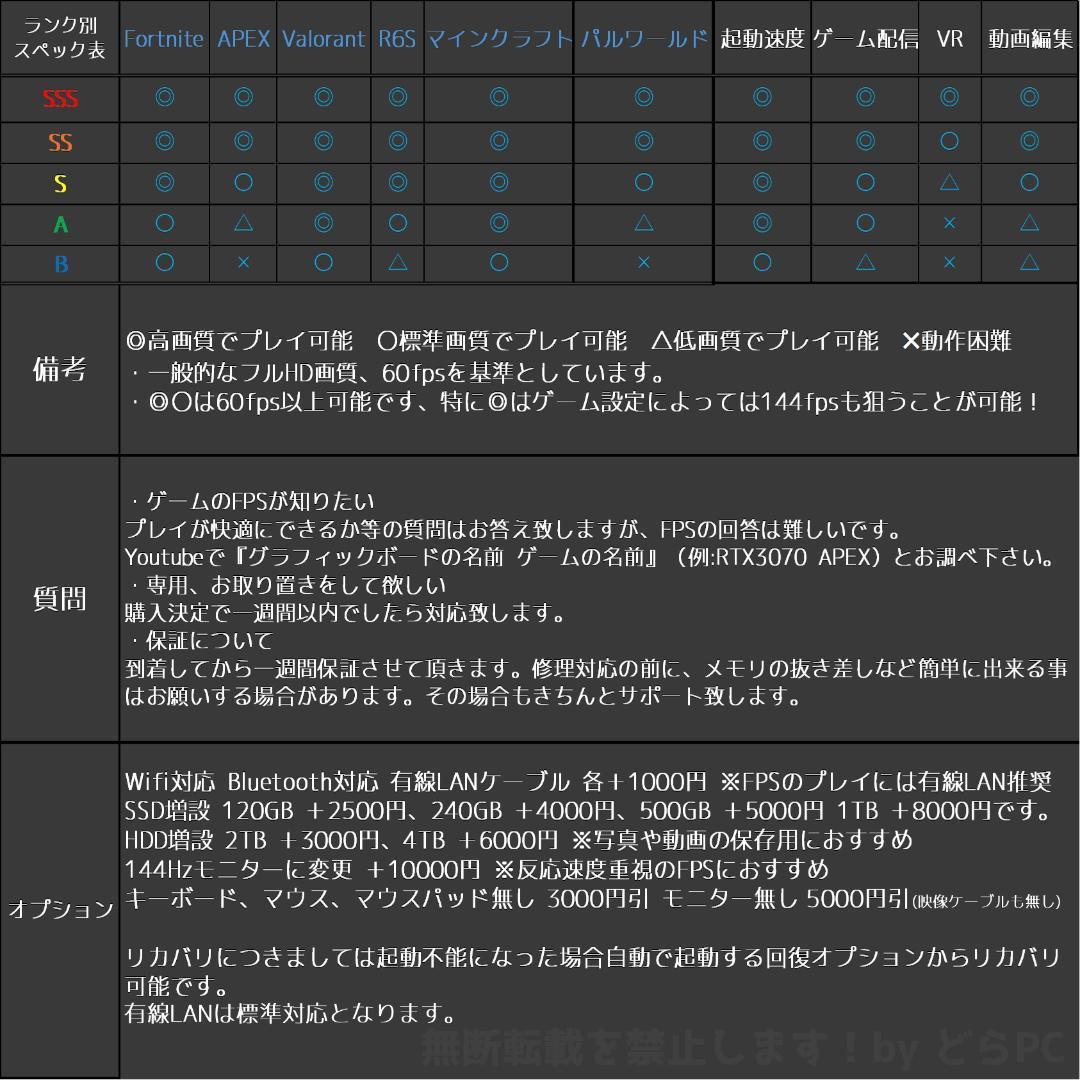 ランク別
スペック表
Fortnite APEX Valorant R6S マインクラフト パルワールド 起動速度 ゲーム配信 VR 動画編集
SSS ◎ ◎ ◎ ◎ ◎ ◎ ◎ ◎ ◎ ◎
SS ◎ ◎ ◎ ◎ ◎ ◎ ◎ ◎ ○ ◎
S ◎ ○ ◎ ◎ ◎ ○ ◎ ○ △ ○
A ○ △ ◎ ○ ◎ △ ◎ ○ × △
B ○ × ○ △ ○ × ○ △ × △
備考
◎高画質でプレイ可能 〇標準画質でプレイ可能 △低画質でプレイ可能 ✕動作困難
・一般的なフルHD画質、60fpsを基準としています。
・◎〇は60fps以上可能です、特に◎はゲーム設定によっては144fpsも狙うことが可能！
質問
・ゲームのFPSが知りたい
プレイが快適にできるか等の質問はお答え致しますが、FPSの回答は難しいです。
Youtubeで『グラフィックボードの名前 ゲームの名前』（例:RTX3070 APEX）とお調べ下さい。
・専用、お取り置きをして欲しい
購入決定で一週間以内でしたら対応致します。
・保証について
到着してから一週間保証させて頂きます。修理対応の前に、メモリの抜き差しなど簡単に出来る事
はお願いする場合があります。その場合もきちんとサポート致します。
オプション
Wifi対応 Bluetooth対応 有線LANケーブル 各＋1000円 ※FPSのプレイには有線LAN推奨
SSD増設 120GB ＋2500円、240GB ＋4000円、500GB ＋5000円 1TB ＋8000円です。
HDD増設 2TB ＋3000円、4TB ＋6000円 ※写真や動画の保存用におすすめ
144Hzモニターに変更 ＋10000円 ※反応速度重視のFPSにおすすめ
キーボード、マウス、マウスパッド無し 3000円引 モニター無し 5000円引(映像ケーブルも無し)
リカバリにつきましては起動不能になった場合自動で起動する回復オプションからリカバリ
可能です。
有線LANは標準対応となります。
無断転載を禁止します！by どらPC